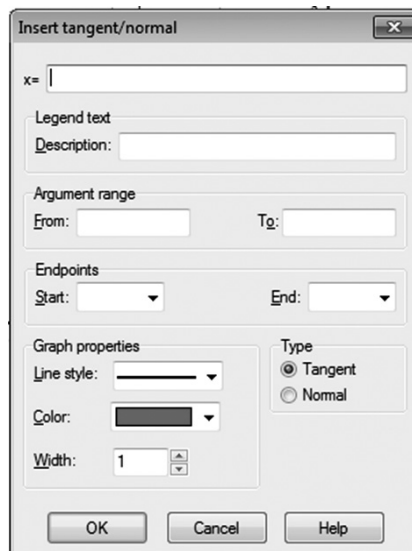 Insert tangent/normal
x=
Legend text
Description:
Argument range
From: To:
Endpoints
Start: End:
Graph properties
Type
Line style:
Tangent
Normal
Color:
Width: 1
OK Cancel Help